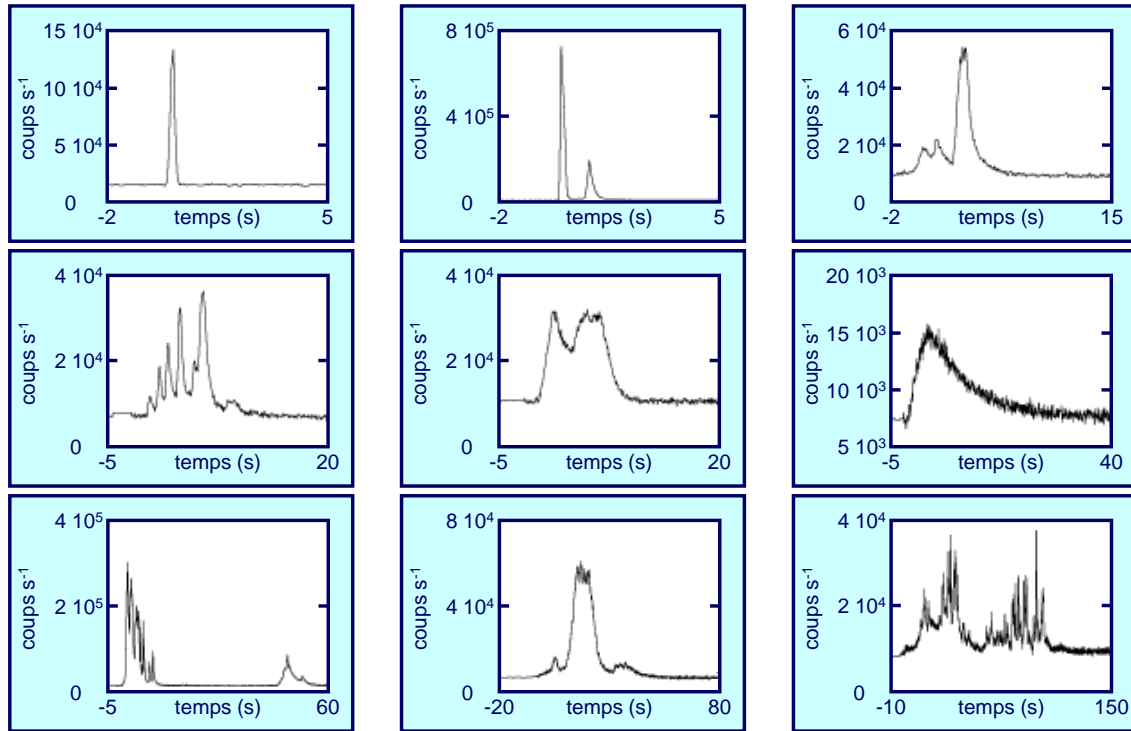 15 10⁴
10 10⁴
5 10⁴
0
coups s⁻¹
-2 temps (s) 5
8 10⁵
4 10⁵
0
coups s⁻¹
-2 temps (s) 5
6 10⁴
4 10⁴
2 10⁴
0
coups s⁻¹
-2 temps (s) 15
4 10⁴
2 10⁴
0
coups s⁻¹
-5 temps (s) 20
4 10⁴
2 10⁴
0
coups s⁻¹
-5 temps (s) 20
20 10³
15 10³
10 10³
5 10³
coups s⁻¹
-5 temps (s) 40
4 10⁵
2 10⁵
0
coups s⁻¹
-5 temps (s) 60
8 10⁴
4 10⁴
0
coups s⁻¹
-20 temps (s) 80
4 10⁴
2 10⁴
0
coups s⁻¹
-10 temps (s) 150